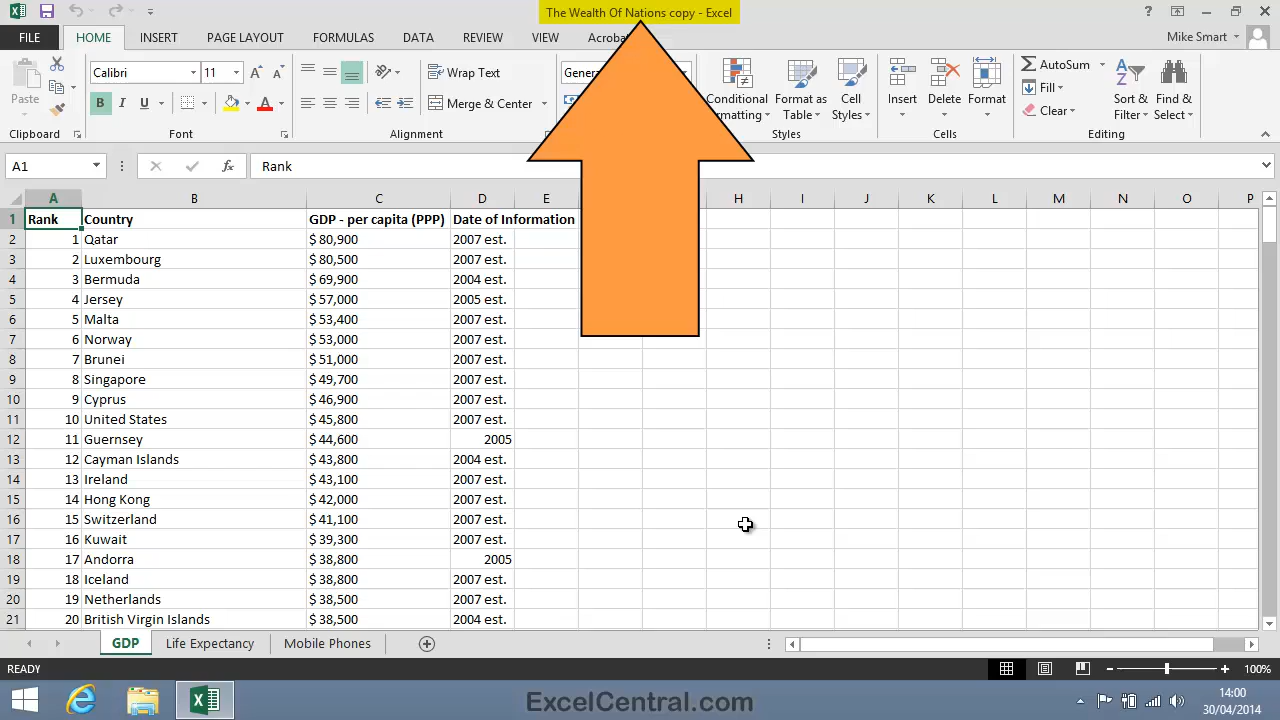 The Wealth Of Nations copy - Excel
?
FILE HOME INSERT PAGE LAYOUT FORMULAS DATA REVIEW VIEW Mike Smart
Paste
Clipboard
Calibri 11
B I U A
Font
Wrap Text
Merge & Center
Alignment
Conditional Formatting
Format as Table
Cell Styles
Styles
Insert Delete Format
Cells
AutoSum
Fill
Clear
Sort & Filter
Find & Select
Editing
A1 fx Rank
A B C D E H I J K L M N O P
1 Rank Country GDP - per capita (PPP) Date of Information
2 1 Qatar $ 80,900 2007 est.
3 2 Luxembourg $ 80,500 2007 est.
4 3 Bermuda $ 69,900 2004 est.
5 4 Jersey $ 57,000 2005 est.
6 5 Malta $ 53,400 2007 est.
7 6 Norway $ 53,000 2007 est.
8 7 Brunei $ 51,000 2007 est.
9 8 Singapore $ 49,700 2007 est.
10 9 Cyprus $ 46,900 2007 est.
11 10 United States $ 45,800 2007 est.
12 11 Guernsey $ 44,600 2005
13 12 Cayman Islands $ 43,800 2004 est.
14 13 Ireland $ 43,100 2007 est.
15 14 Hong Kong $ 42,000 2007 est.
16 15 Switzerland $ 41,100 2007 est.
17 16 Kuwait $ 39,300 2007 est.
18 17 Andorra $ 38,800 2005
19 18 Iceland $ 38,800 2007 est.
20 19 Netherlands $ 38,500 2007 est.
21 20 British Virgin Islands $ 38,500 2004 est.
GDP Life Expectancy Mobile Phones
READY 100%
ExcelCentral.com
14:00
30/04/2014